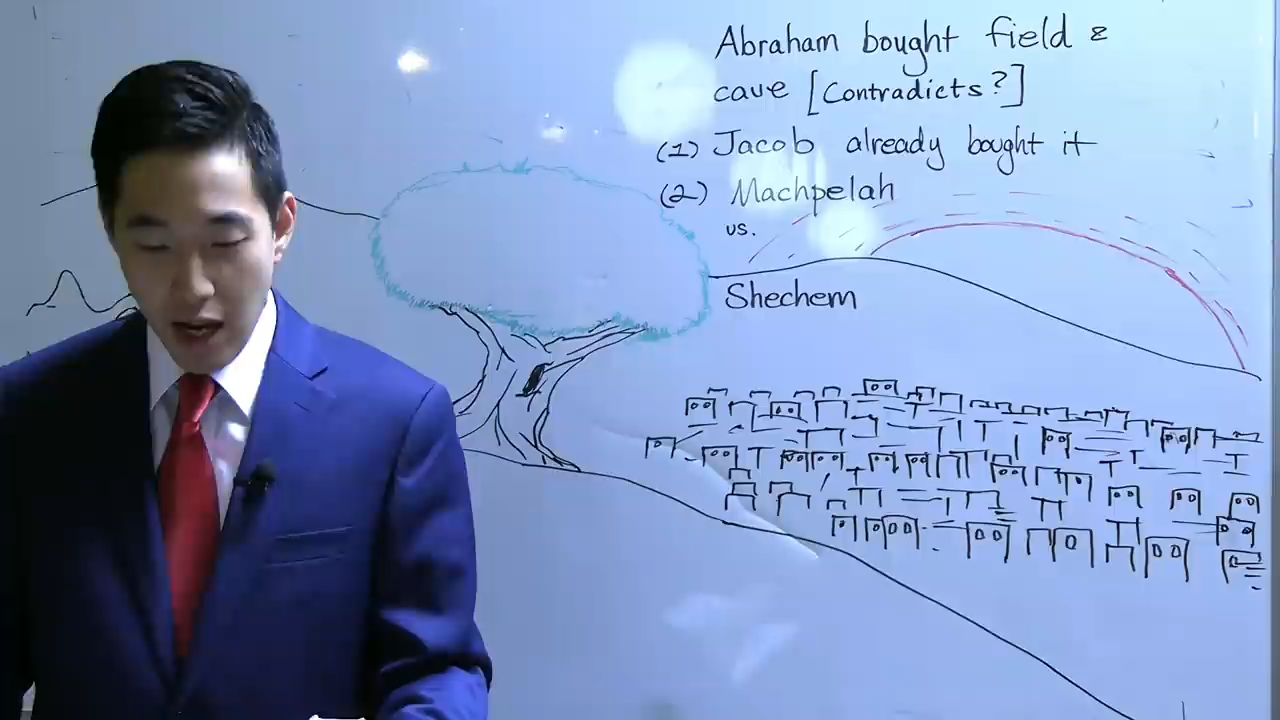 Abraham bought field &
cave [Contradicts?]
(1) Jacob already bought it
(2) Machpelah
vs.
Shechem